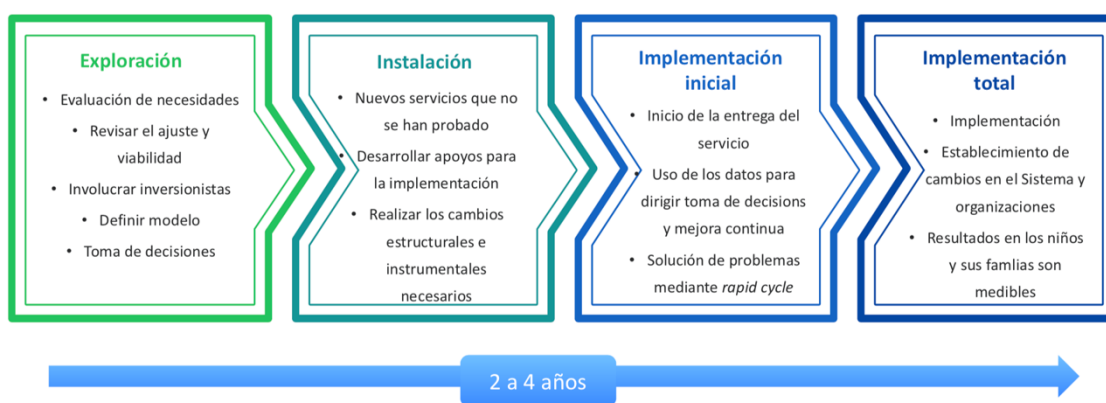 Exploración
• Evaluación de necesidades
• Revisar el ajuste y
viabilidad
• Involucrar inversionistas
• Definir modelo
• Toma de decisiones
Instalación
• Nuevos servicios que no
se han probado
• Desarrollar apoyos para
la implementación
• Realizar los cambios
estructurales e
instrumentales
necesarios
Implementación
inicial
• Inicio de la entrega del
servicio
• Uso de los datos para
dirigir toma de decisions
y mejora continua
• Solución de problemas
mediante rapid cycle
Implementación
total
• Implementación
• Establecimiento de
cambios en el Sistema y
organizaciones
• Resultados en los niños
y sus famlias son
medibles
2 a 4 años